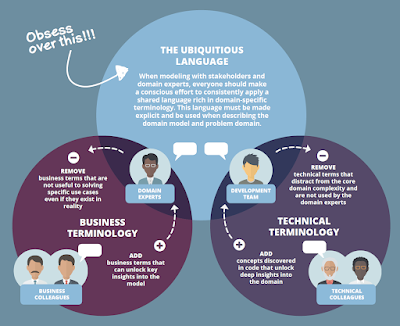 Obsess
over this!!!
THE UBIQUITIOUS
LANGUAGE
When modeling with stakeholders and
domain experts, everyone should make
a conscious effort to consistently apply a
shared language rich in domain-specific
terminology. This language must be made
explicit and be used when describing the
domain model and problem domain.
REMOVE
business terms that are
not useful to solving
specific use cases
even if they exist in
reality
DOMAIN
EXPERTS
BUSINESS
TERMINOLOGY
ADD
business terms that
can unlock key
insights into the
model
BUSINESS
COLLEAGUES
DEVELOPMENT
TEAM
REMOVE
technical terms that
distract from the core
domain complexity and
are not used by the
domain experts
TECHNICAL
TERMINOLOGY
ADD
concepts discovered
in code that unlock
deep insights into
the domain
TECHNICAL
COLLEAGUES